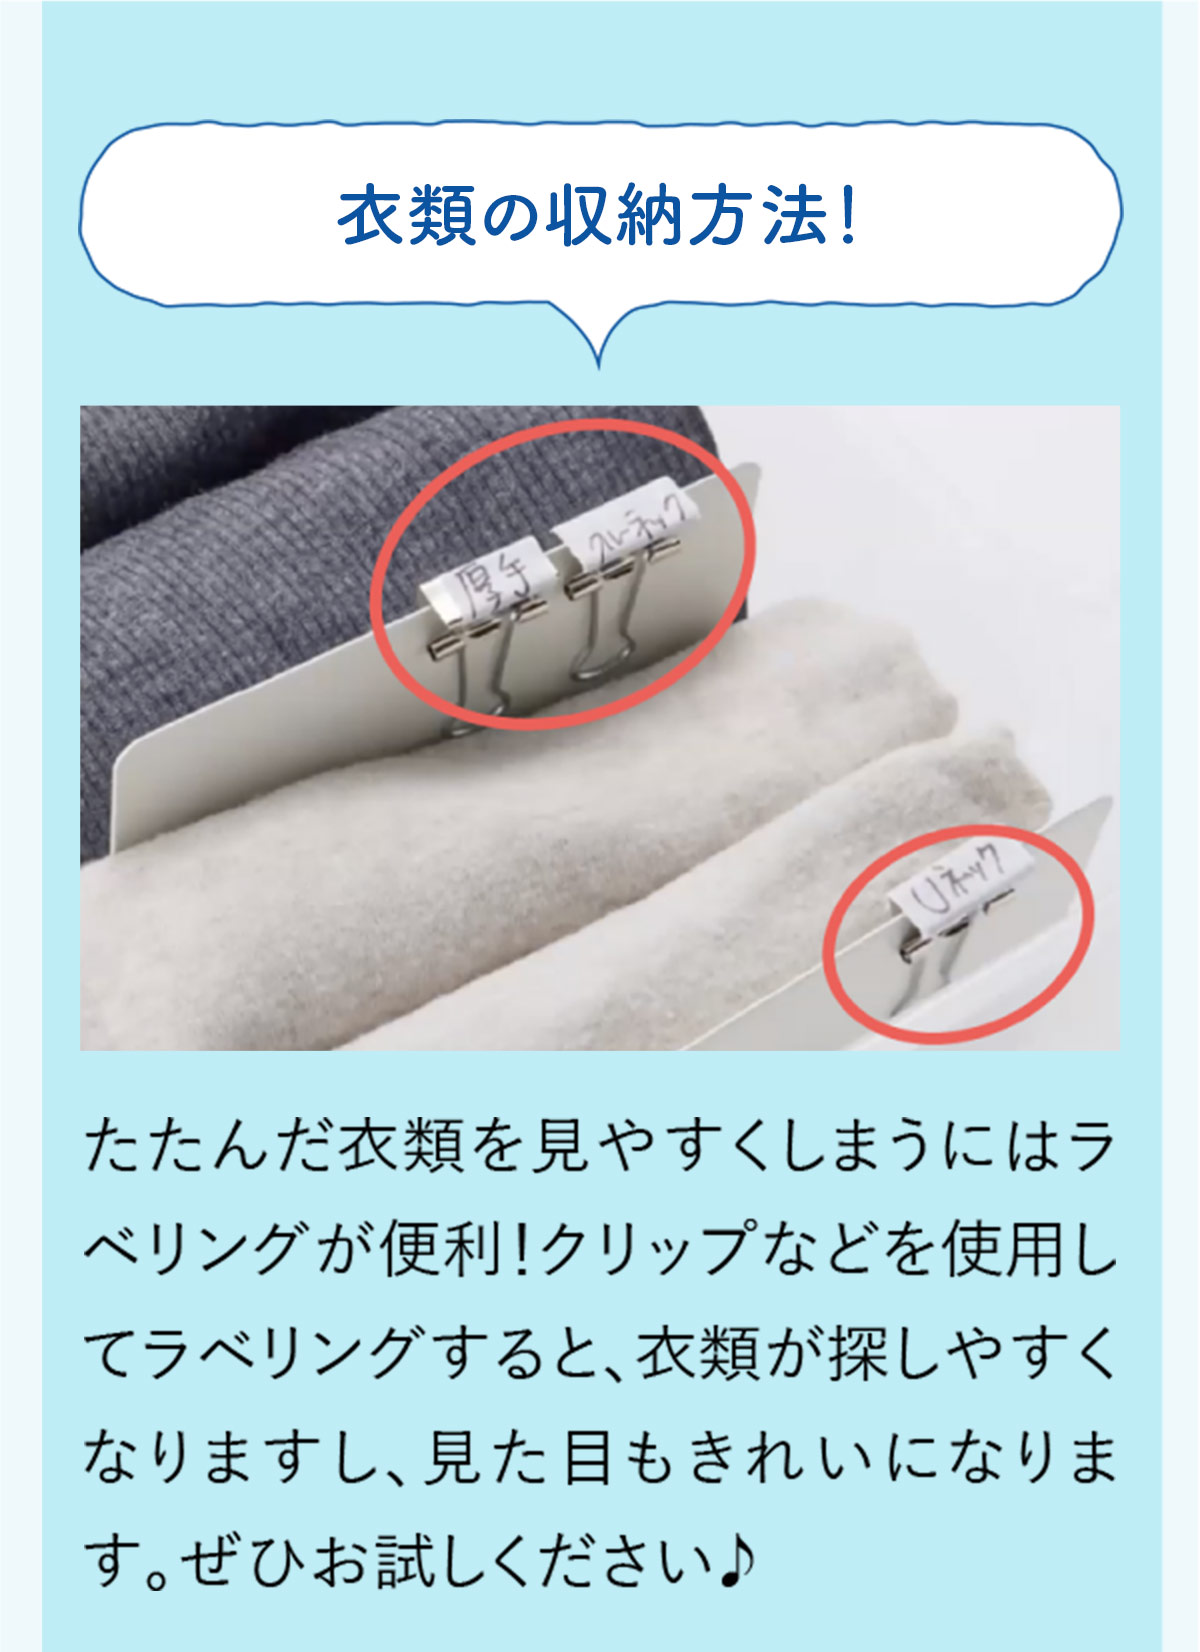 衣類の収納方法！
厚手
クルーネック
Uネック
たたんだ衣類を見やすくしまうにはラ
ベリングが便利！クリップなどを使用し
てラベリングすると、衣類が探しやすく
なりますし、見た目もきれいになりま
す。ぜひお試しください♪